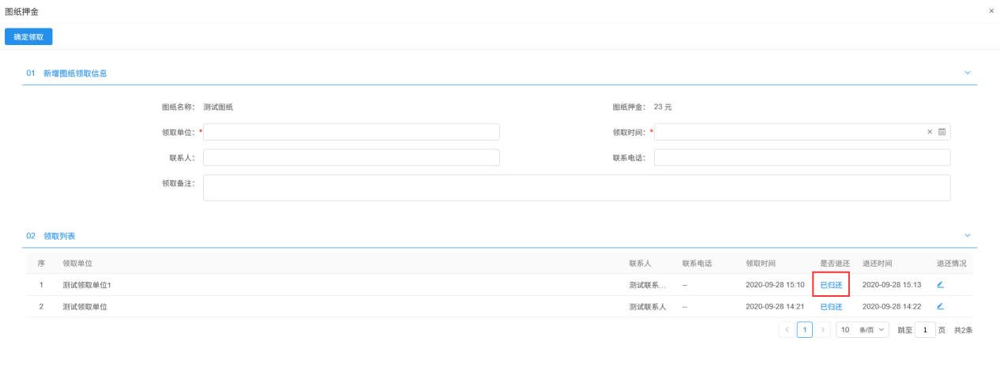 图纸押金
确定领取
01 新增图纸领取信息
图纸名称： 测试图纸 图纸押金： 23 元
领取单位：* 领取时间：*
联系人： 联系电话：
领取备注：
02 领取列表
序 领取单位 联系人 联系电话 领取时间 是否退还 退还时间 退还情况
1 测试领取单位1 测试联系... -- 2020-09-28 15:10 已归还 2020-09-28 15:13
2 测试领取单位 测试联系人 -- 2020-09-28 14:21 已归还 2020-09-28 14:22
< 1 > 10 条/页 跳至 1 页 共2条